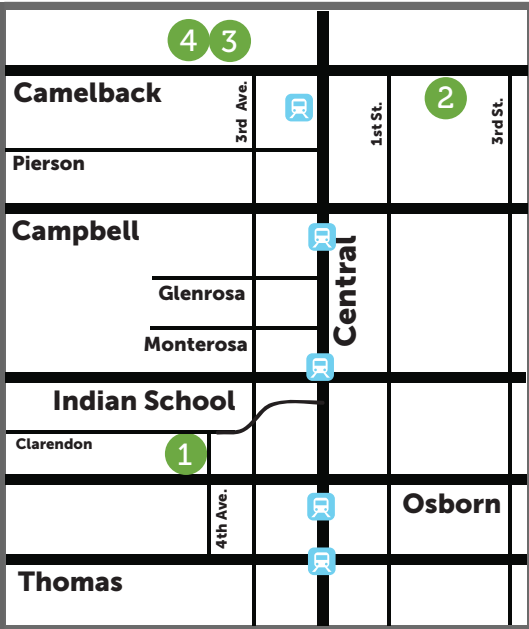 4 3
Camelback
3rd Ave.
1st St.
2
3rd St.
Pierson
Campbell
Central
Glenrosa
Monterosa
Indian School
Clarendon
1
4th Ave.
Osborn
Thomas